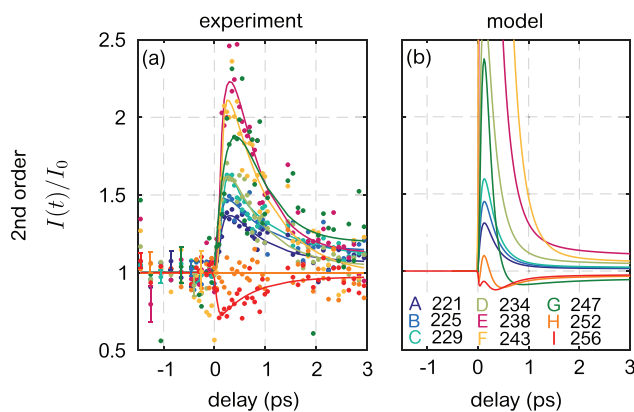 experiment
model
(a)
(b)
2nd order
I(t)/I0
2.5
2
1.5
1
0.5
-1 0 1 2 3
delay (ps)
A 221 D 234 G 247
B 225 E 238 H 252
C 229 F 243 I 256
-1 0 1 2 3
delay (ps)